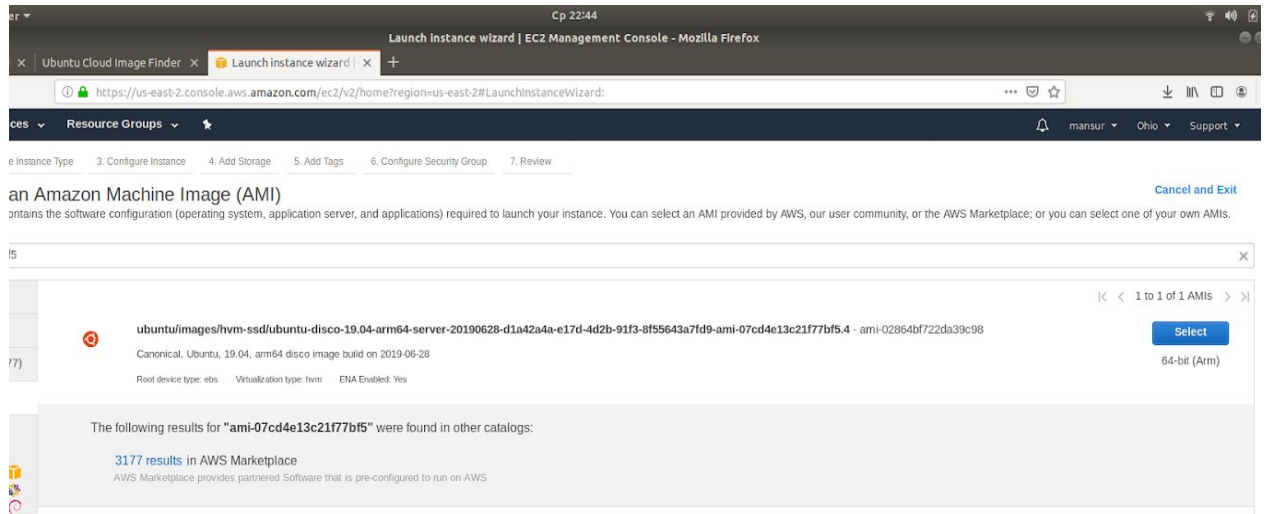 er
Ср 22:44
Launch instance wizard | EC2 Management Console - Mozilla Firefox
Ubuntu Cloud Image Finder
Launch instance wizard |
https://us-east-2.console.aws.amazon.com/ec2/v2/home?region=us-east-2#LaunchInstanceWizard:
ces Resource Groups mansur Ohio Support
e Instance Type 3. Configure Instance 4. Add Storage 5. Add Tags 6. Configure Security Group 7. Review
an Amazon Machine Image (AMI) Cancel and Exit
ontains the software configuration (operating system, application server, and applications) required to launch your instance. You can select an AMI provided by AWS, our user community, or the AWS Marketplace; or you can select one of your own AMIs.
f5
1 to 1 of 1 AMIs
ubuntu/images/hvm-ssd/ubuntu-disco-19.04-arm64-server-20190628-d1a42a4a-e17d-4d2b-91f3-8f55643a7fd9-ami-07cd4e13c21f77bf5.4 - ami-02864bf722da39c98
Select
Canonical, Ubuntu, 19.04, arm64 disco image build on 2019-06-28
77)
64-bit (Arm)
Root device type: ebs Virtualization type: hvm ENA Enabled: Yes
The following results for "ami-07cd4e13c21f77bf5" were found in other catalogs:
3177 results in AWS Marketplace
AWS Marketplace provides partnered Software that is pre-configured to run on AWS